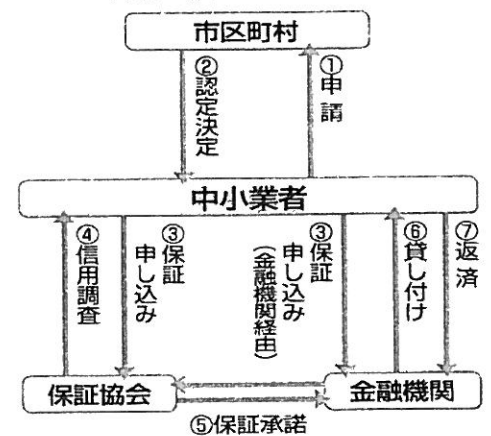 市区町村
②認定決定
①申請
中小業者
④信用調査
③保証
申し込み
③保証
申し込み
(金融機関経由)
⑥貸し付け
⑦返済
保証協会
金融機関
⑤保証承諾